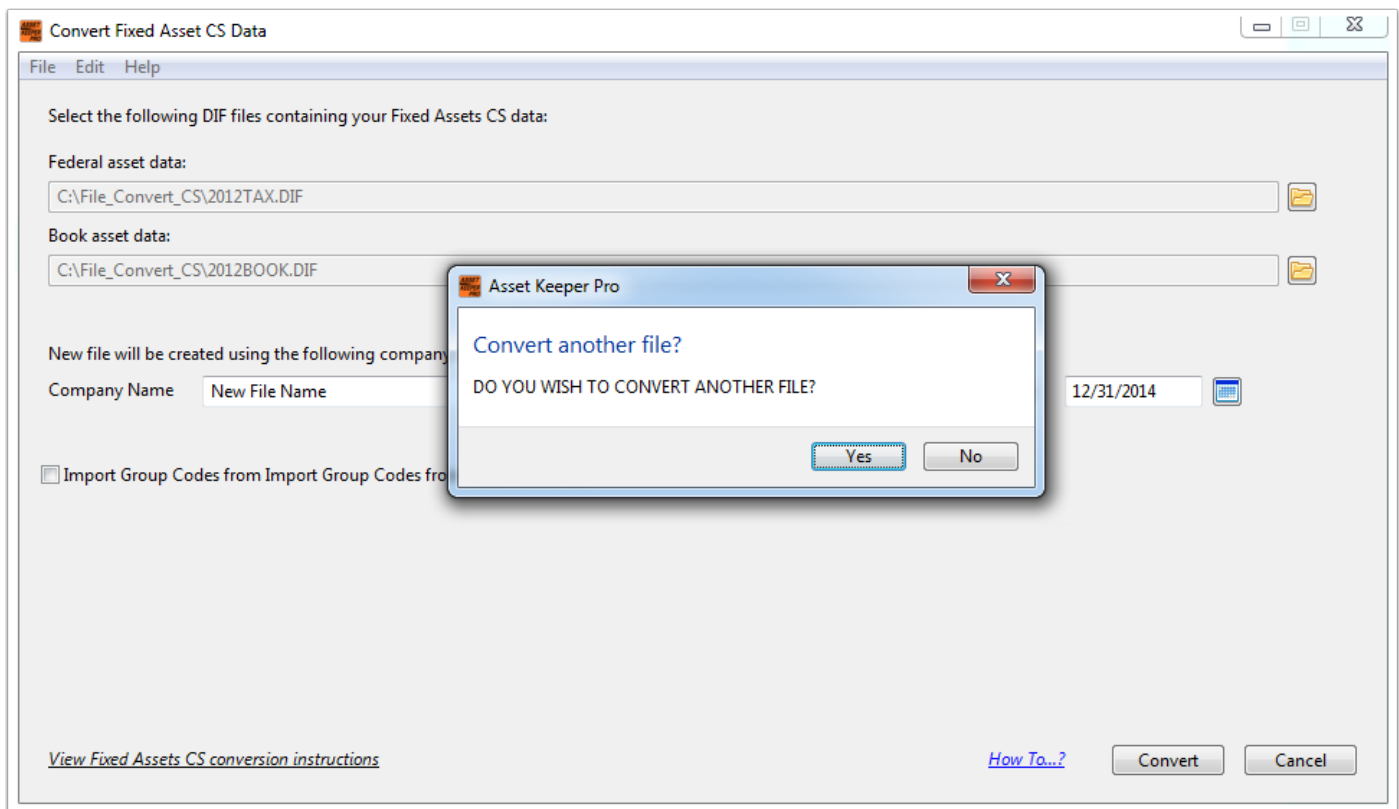 Convert Fixed Asset CS Data
File Edit Help
Select the following DIF files containing your Fixed Assets CS data:
Federal asset data:
C:\File_Convert_CS\2012TAX.DIF
Book asset data:
C:\File_Convert_CS\2012BOOK.DIF
ASSET KEEPER PRO
Asset Keeper Pro
Convert another file?
DO YOU WISH TO CONVERT ANOTHER FILE?
Yes No
New file will be created using the following company
Company Name New File Name 12/31/2014
Import Group Codes from Import Group Codes fro
View Fixed Assets CS conversion instructions How To...? Convert Cancel